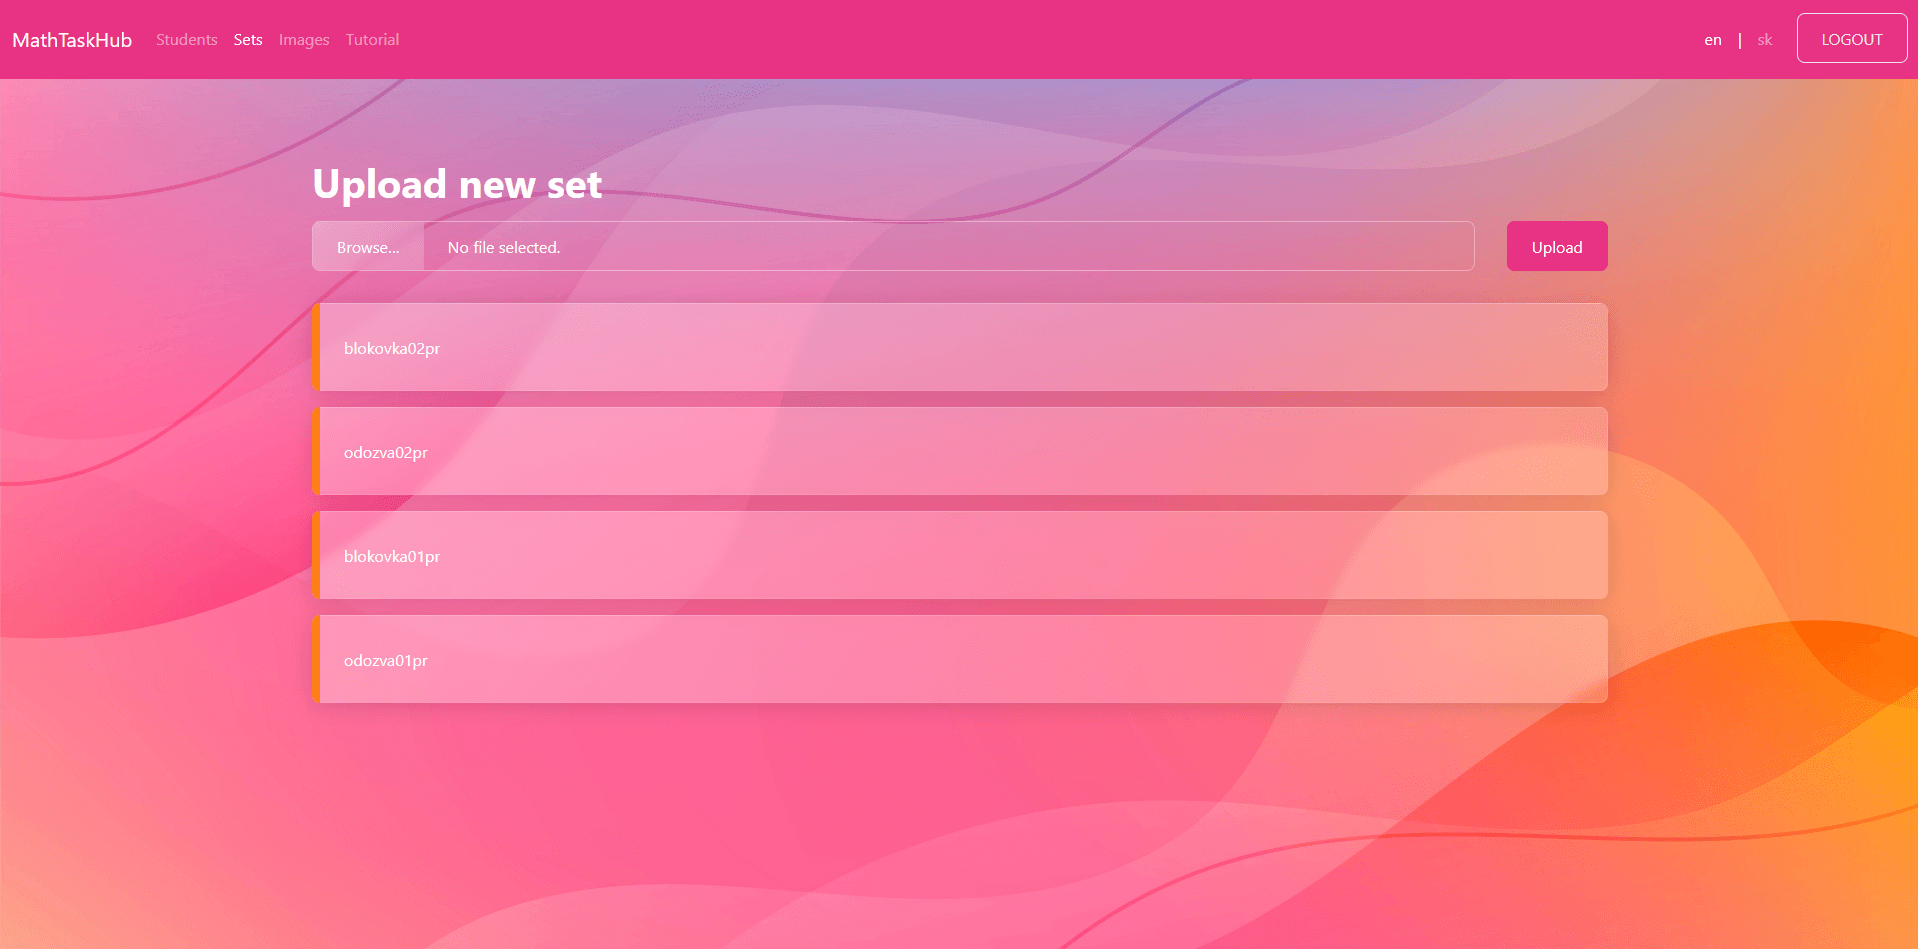 MathTaskHub Students Sets Images Tutorial en | sk LOGOUT
Upload new set
Browse... No file selected. Upload
blokovka02pr
odozva02pr
blokovka01pr
odozva01pr